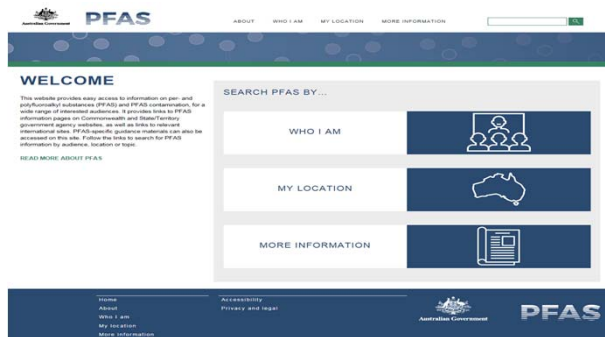 Australian Government
PFAS
ABOUT WHO I AM MY LOCATION MORE INFORMATION
WELCOME
This website provides easy access to information on per- and
polyfluoroalkyl substances (PFAS) and PFAS contamination, for a
wide range of interested audiences. It provides links to PFAS
information pages on Commonwealth and State/Territory
government agency websites, as well as links to relevant
international sites. PFAS-specific guidance materials can also be
accessed on this site. Follow the links to search for PFAS
information by audience, location or topic.
READ MORE ABOUT PFAS
SEARCH PFAS BY...
WHO I AM
MY LOCATION
MORE INFORMATION
Home
About
Who I am
My location
More information
Accessibility
Privacy and legal
Australian Government
PFAS